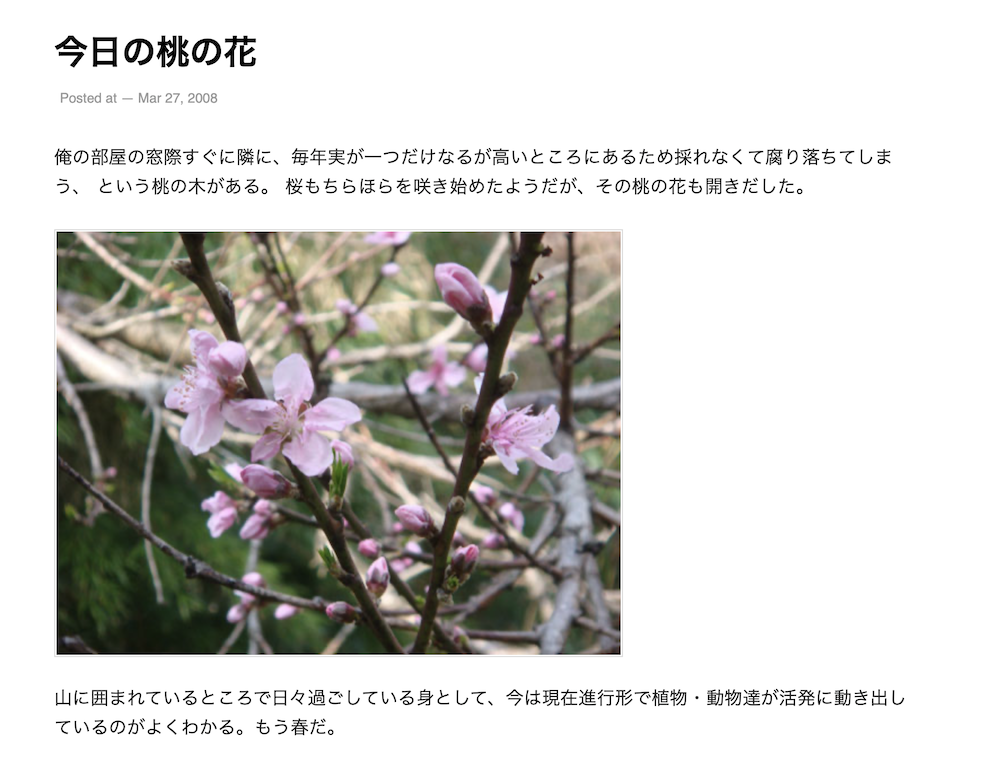 今日の桃の花
Posted at — Mar 27, 2008
俺の部屋の窓際すぐに隣に、毎年実が一つだけなるが高いところにあるため採れなくて腐り落ちてしま
う、 という桃の木がある。 桜もちらほらを咲き始めたようだが、その桃の花も開きだした。
山に囲まれているところで日々過ごしている身として、今は現在進行形で植物・動物達が活発に動き出し
ているのがよくわかる。もう春だ。